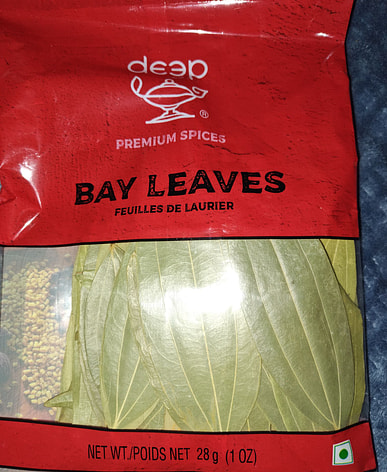 deep
®
PREMIUM SPICES
BAY LEAVES
FEUILLES DE LAURIER
NET WT./POIDS NET 28 g (1 OZ)